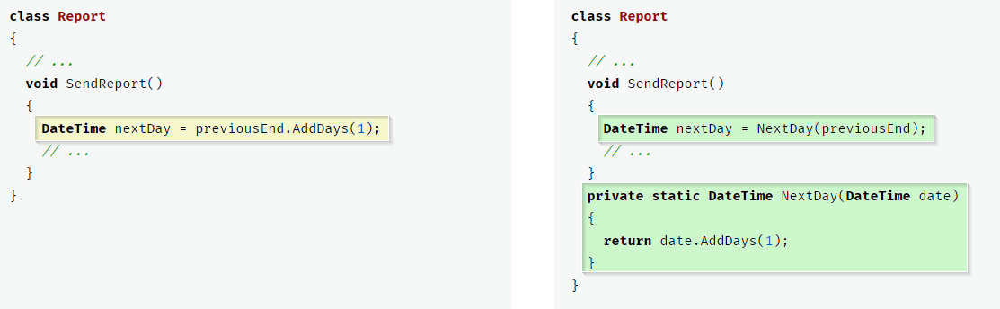 class Report
{
// ...
void SendReport()
{
DateTime nextDay = previousEnd.AddDays(1);
// ...
}
}
class Report
{
// ...
void SendReport()
{
DateTime nextDay = NextDay(previousEnd);
// ...
}
private static DateTime NextDay(DateTime date)
{
return date.AddDays(1);
}
}